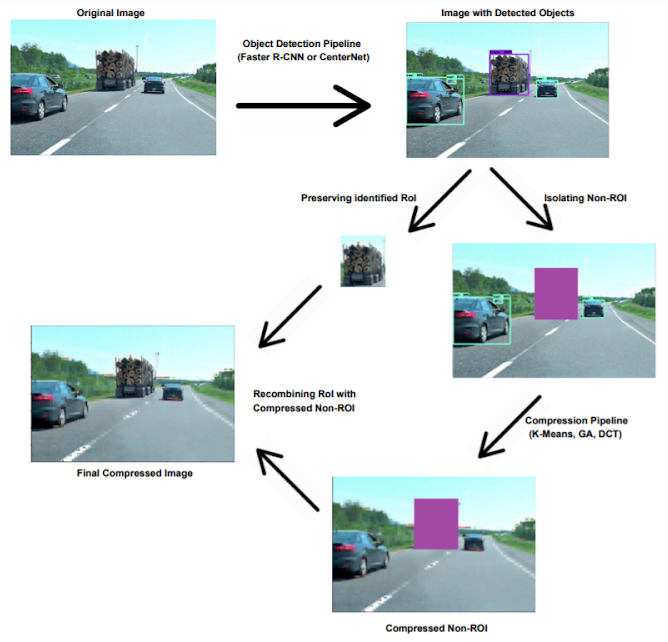 Original Image
Image with Detected Objects
Object Detection Pipeline
(Faster R-CNN or CenterNet)
Preserving identified RoI
Isolating Non-ROI
Recombining RoI with
Compressed Non-ROI
Compression Pipeline
(K-Means, GA, DCT)
Final Compressed Image
Compressed Non-ROI